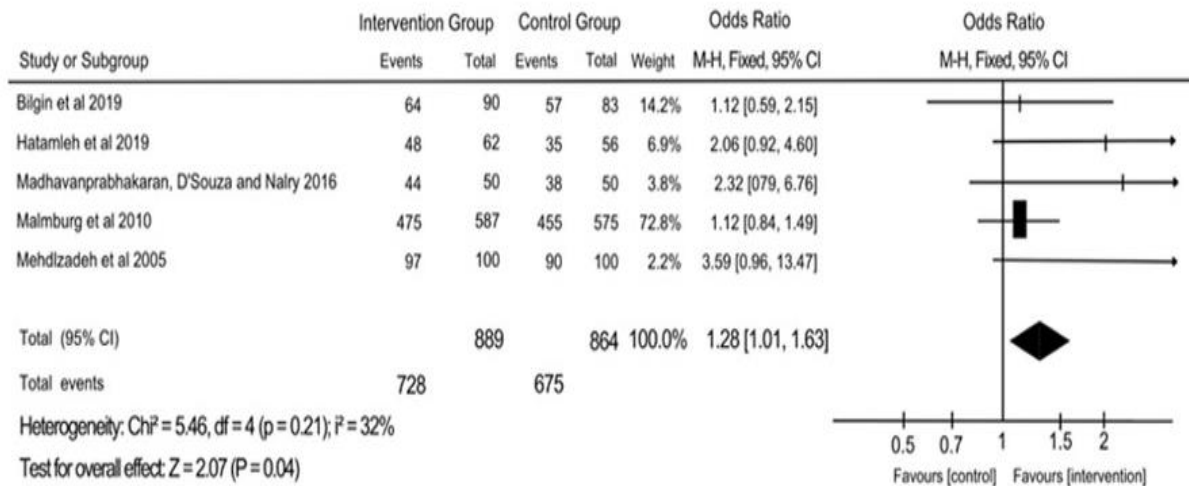 Intervention Group Control Group Odds Ratio Odds Ratio
Study or Subgroup Events Total Events Total Weight M-H, Fixed, 95% CI M-H, Fixed, 95% CI
Bilgin et al 2019 64 90 57 83 14.2% 1.12 [0.59, 2.15]
Hatamleh et al 2019 48 62 35 56 6.9% 2.06 [0.92, 4.60]
Madhavanprabhakaran, D'Souza and Nalry 2016 44 50 38 50 3.8% 2.32 [079, 6.76]
Malmburg et al 2010 475 587 455 575 72.8% 1.12 [0.84, 1.49]
Mehdlzadeh et al 2005 97 100 90 100 2.2% 3.59 [0.96, 13.47]
Total (95% CI) 889 864 100.0% 1.28 [1.01, 1.63]
Total events 728 675
Heterogeneity: Chi² = 5.46, df = 4 (p = 0.21); i² = 32%
Test for overall effect: Z = 2.07 (P = 0.04)
0.5 0.7 1 1.5 2
Favours [control] Favours [intervention]